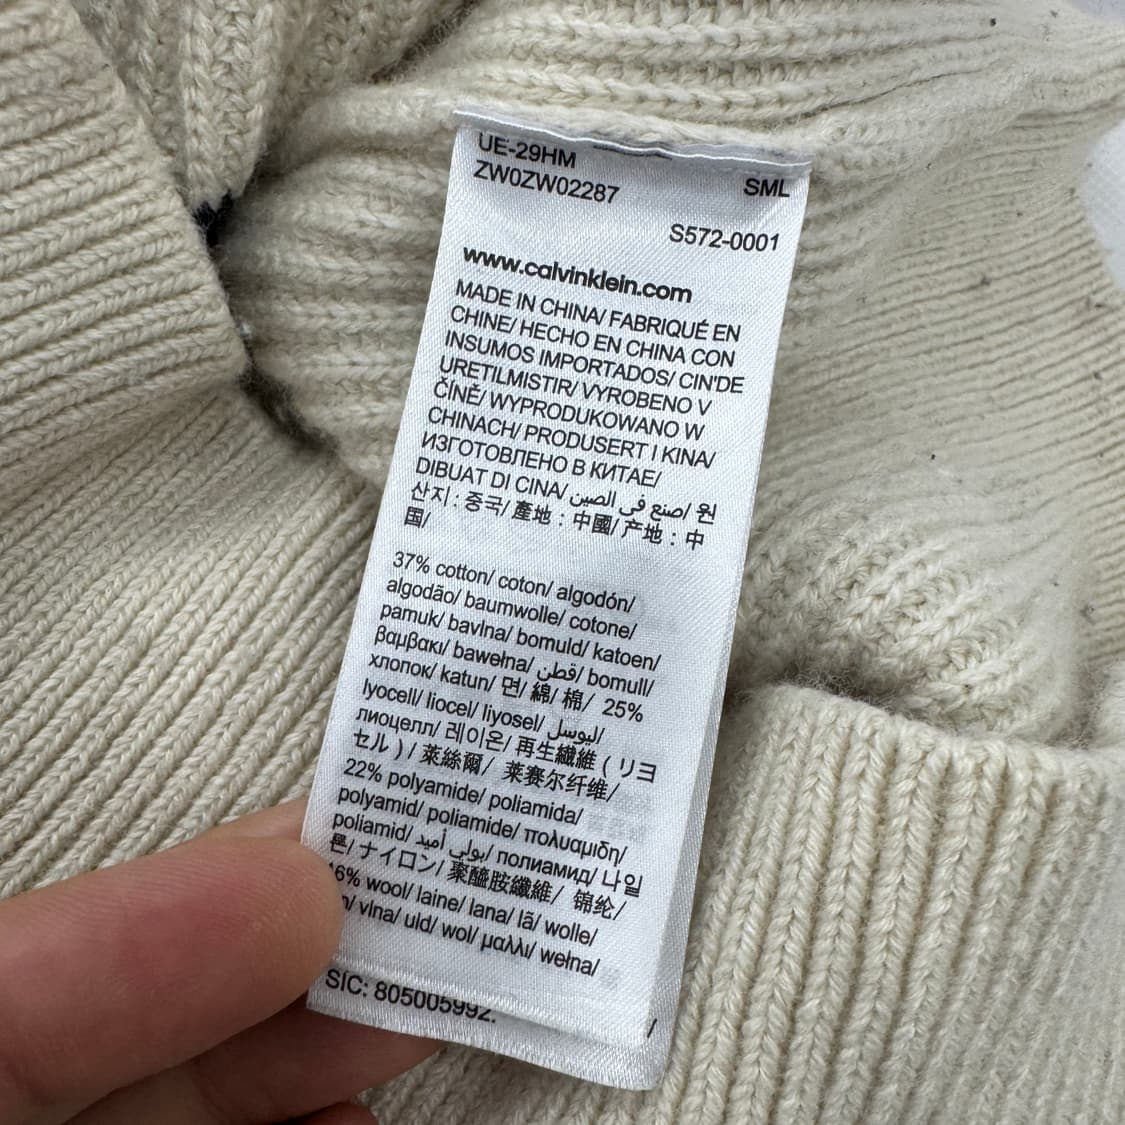 UE-29HM
ZW0ZW02287 SML
S572-0001
www.calvinklein.com
MADE IN CHINA/ FABRIQUÉ EN
CHINE/ HECHO EN CHINA CON
INSUMOS IMPORTADOS/ CIN'DE
URETILMISTIR/ VYROBENO V
ČÍNĚ/ WYPRODUKOWANO W
CHINACH/ PRODUSERT I KINA/
ИЗГОТОВЛЕНО В КИТАЕ/
DIBUAT DI CINA/ صنع في الصين/ 원
산지 : 중국/ 產地 : 中國/ 产地 : 中
国/
37% cotton/ coton/ algodón/
algodão/ baumwolle/ cotone/
pamuk/ bavlna/ bomuld/ katoen/
βαμβακι/ bawełna/ قطن/ bomull/
хлопок/ katun/ 면/ 綿/ 棉/ 25%
lyocell/ liocel/ liyosel/ ليوسل/
лиоцелл/ 레이온/ 再生纖維 ( リヨ
セル ) / 萊絲爾/ 莱赛尔纤维/
22% polyamide/ poliamida/
polyamid/ poliamide/ πολυαμιδη/
poliamid/ بولي أميد/ полиамид/ 나일
론/ ナイロン/ 聚醯胺纖維/ 锦纶/
16% wool/ laine/ lana/ lã/ wolle/
/ vlna/ uld/ wol/ μαλλι/ wełna/
SIC: 805005992.